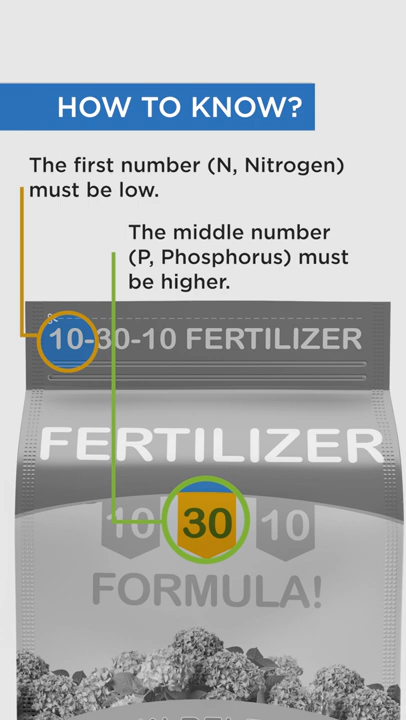 HOW TO KNOW?
The first number (N, Nitrogen)
must be low.
The middle number
(P, Phosphorus) must
be higher.
10-30-10 FERTILIZER
FERTILIZER
10 30 10
FORMULA!